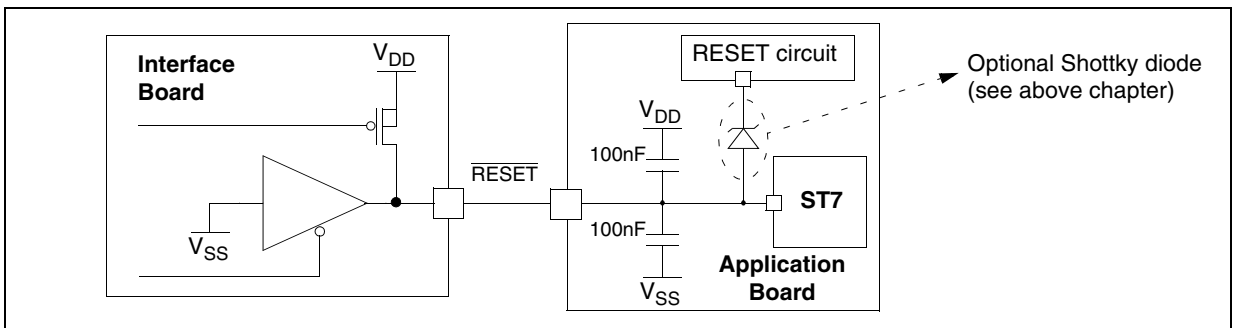 Interface
Board
V_DD
V_SS
RESET
RESET circuit
V_DD
100nF
100nF
V_SS
ST7
Application
Board
Optional Shottky diode
(see above chapter)